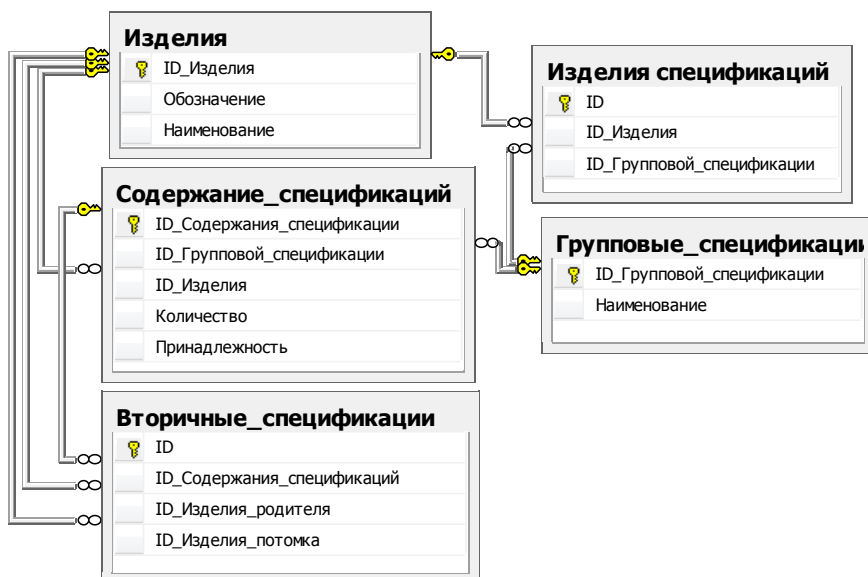 Изделия
ID_Изделия
Обозначение
Наименование
Изделия спецификаций
ID
ID_Изделия
ID_Групповой_спецификации
Содержание_спецификаций
ID_Содержания_спецификации
ID_Групповой_спецификации
ID_Изделия
Количество
Принадлежность
Групповые_спецификации
ID_Групповой_спецификации
Наименование
Вторичные_спецификации
ID
ID_Содержания_спецификаций
ID_Изделия_родителя
ID_Изделия_потомка